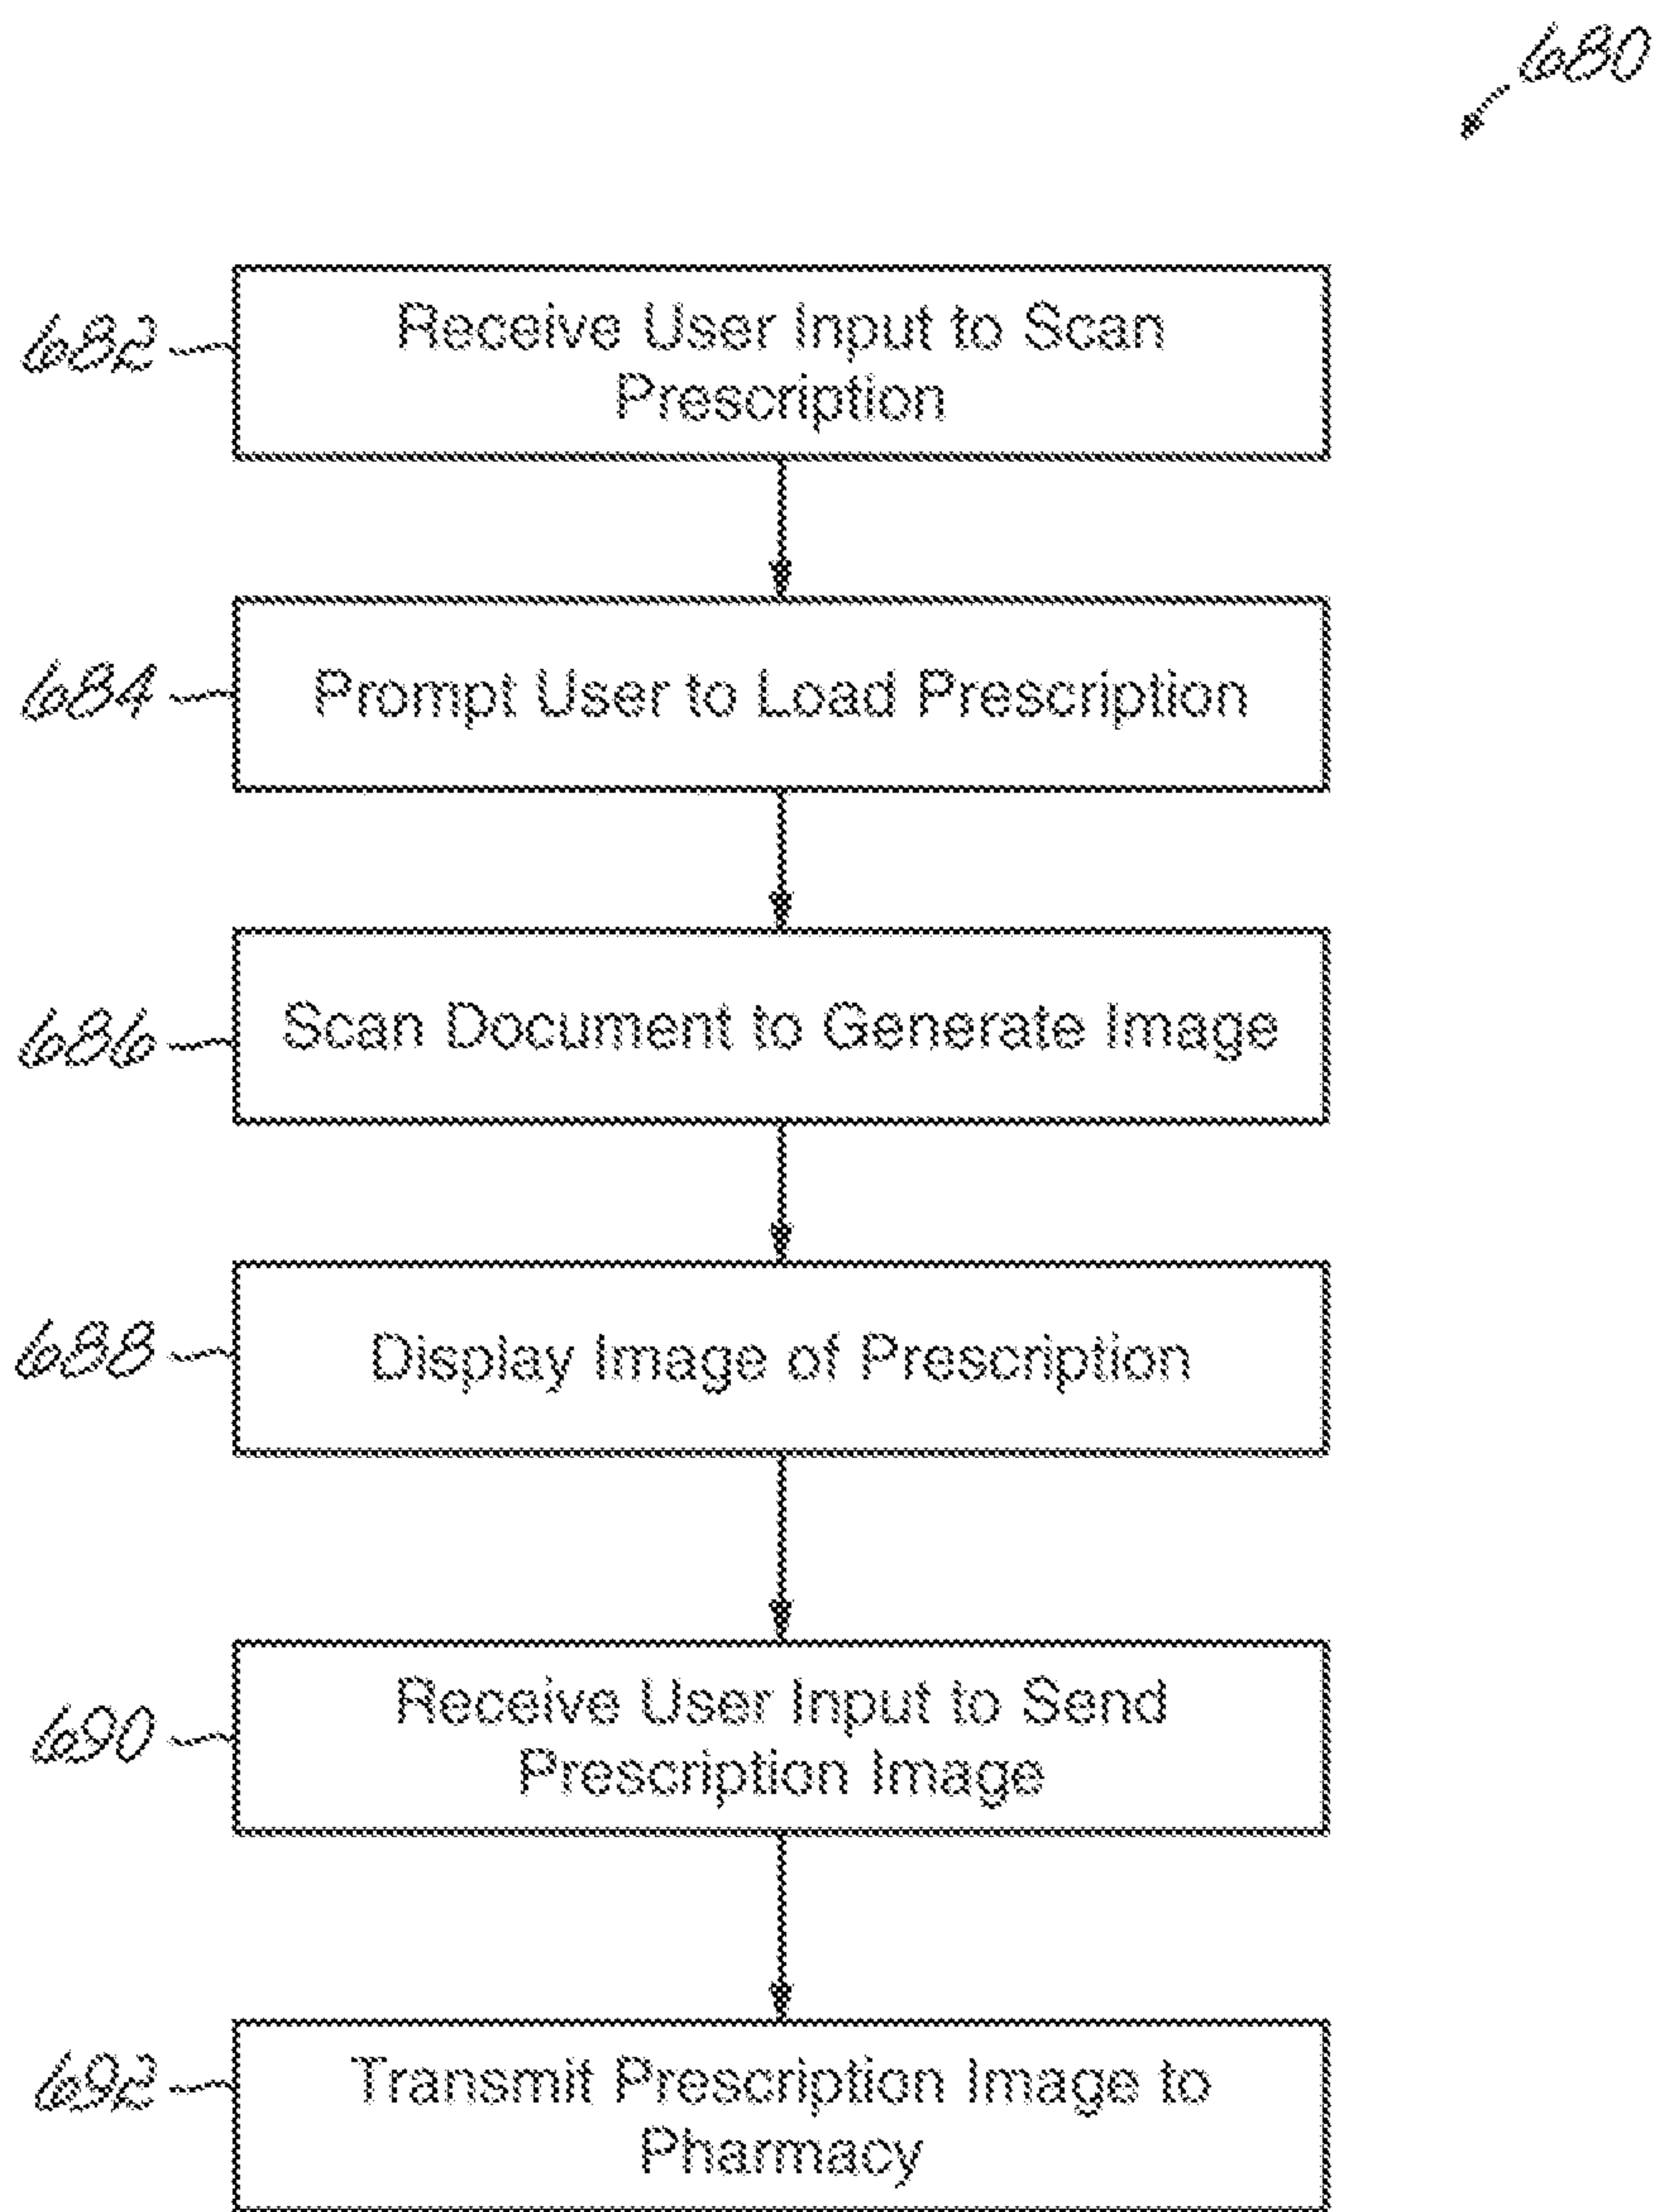 680
682
Receive User Input to Scan
Prescription
684
Prompt User to Load Prescription
686
Scan Document to Generate Image
688
Display Image of Prescription
690
Receive User Input to Send
Prescription Image
692
Transmit Prescription Image to
Pharmacy